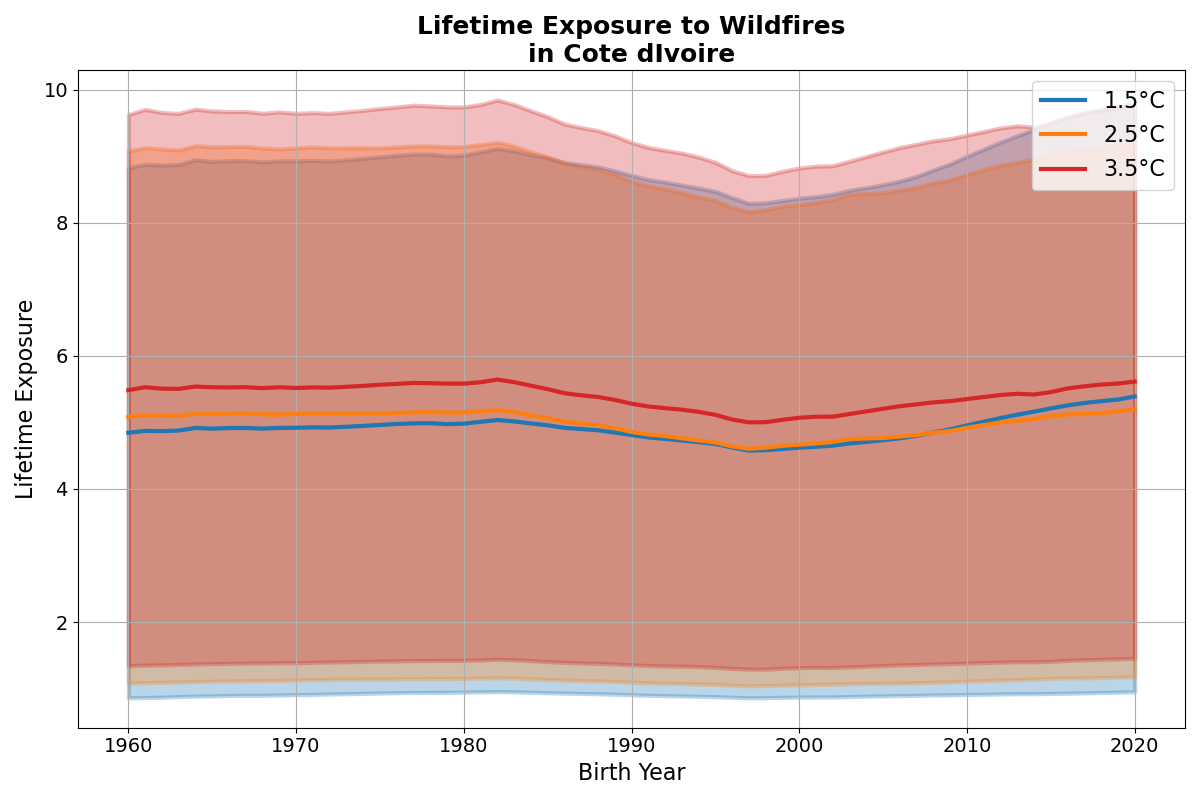 Lifetime Exposure to Wildfires
in Cote dIvoire
10
8
6
4
2
Lifetime Exposure
1960 1970 1980 1990 2000 2010 2020
Birth Year
1.5°C
2.5°C
3.5°C